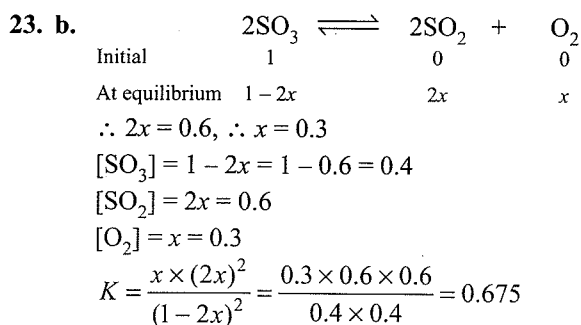 23. b. 2SO₃ ⇌ 2SO₂ + O₂
Initial 1 0 0
At equilibrium 1 – 2x 2x x
∴ 2x = 0.6, ∴ x = 0.3
[SO₃] = 1 – 2x = 1 – 0.6 = 0.4
[SO₂] = 2x = 0.6
[O₂] = x = 0.3
K = x × (2x)² / (1 – 2x)² = 0.3 × 0.6 × 0.6 / 0.4 × 0.4 = 0.675